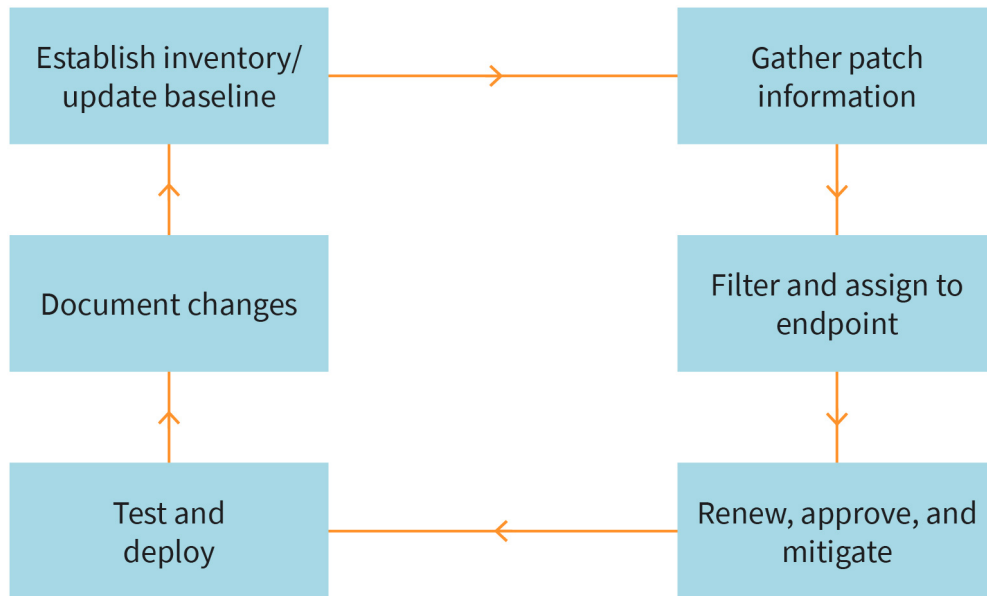 Establish inventory/
update baseline
Gather patch
information
Filter and assign to
endpoint
Renew, approve, and
mitigate
Test and
deploy
Document changes